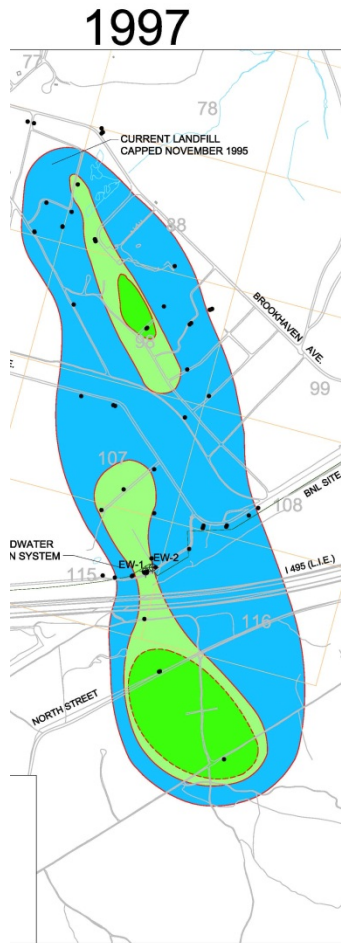 1997
77
78
CURRENT LANDFILL
CAPPED NOVEMBER 1995
88
BROOKHAVEN AVE.
98
E.
99
107
BNL SITE
108
DWATER
N SYSTEM
EW-1
EW-2
115
I 495 (L.I.E.)
116
NORTH STREET